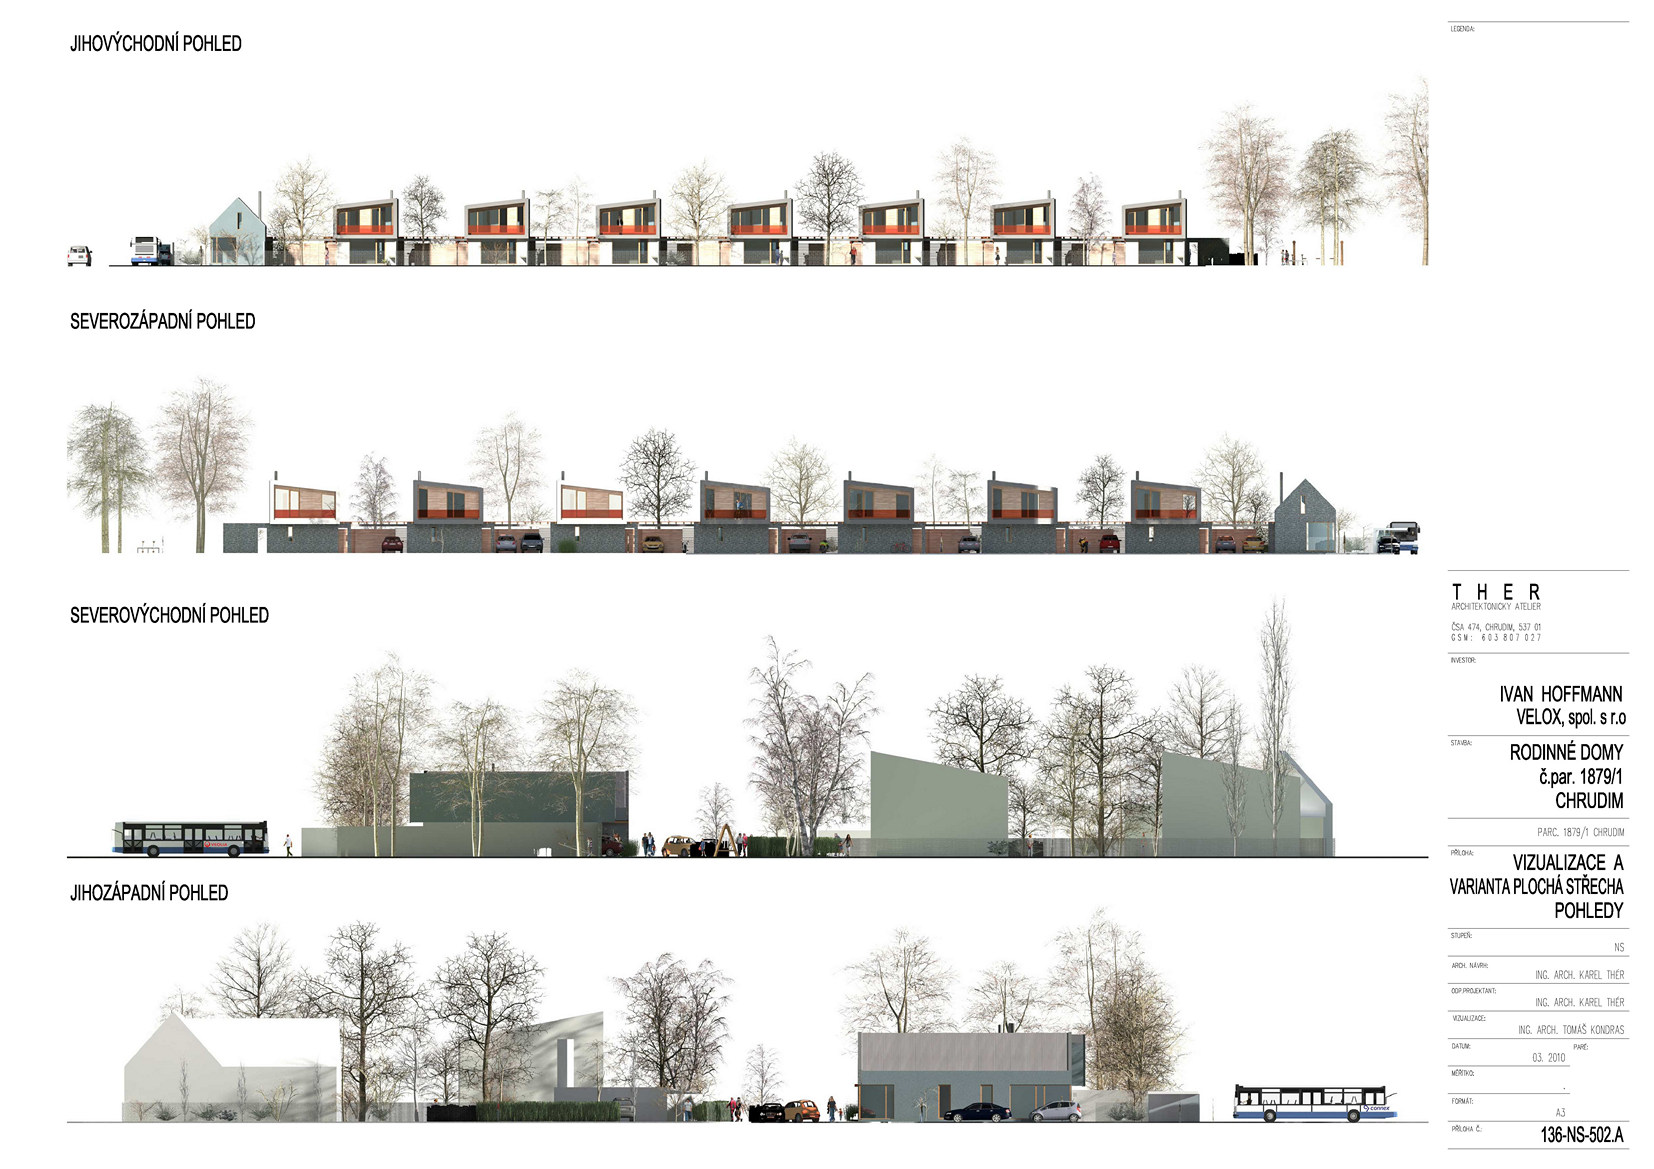 JIHOVÝCHODNÍ POHLED
SEVEROZÁPADNÍ POHLED
SEVEROVÝCHODNÍ POHLED
JIHOZÁPADNÍ POHLED
connex
LEGENDA:
THER
ARCHITEKTONICKÝ ATELIER
ČSA 474, CHRUDIM, 537 01
GSM: 603 807 027
INVESTOR:
IVAN HOFFMANN
VELOX, spol. s r.o
STAVBA:
RODINNÉ DOMY
č.par. 1879/1
CHRUDIM
PARC. 1879/1 CHRUDIM
PŘÍLOHA:
VIZUALIZACE A
VARIANTA PLOCHÁ STŘECHA
POHLEDY
STUPEŇ:
NS
ARCH. NÁVRH:
ING. ARCH. KAREL THÉR
ODP.PROJEKTANT:
ING. ARCH. KAREL THÉR
VIZUALIZACE:
ING. ARCH. TOMÁŠ KONDRAS
DATUM:
PARÉ:
03. 2010
MĚŘÍTKO:
.
FORMÁT:
A3
PŘÍLOHA Č.:
136-NS-502.A